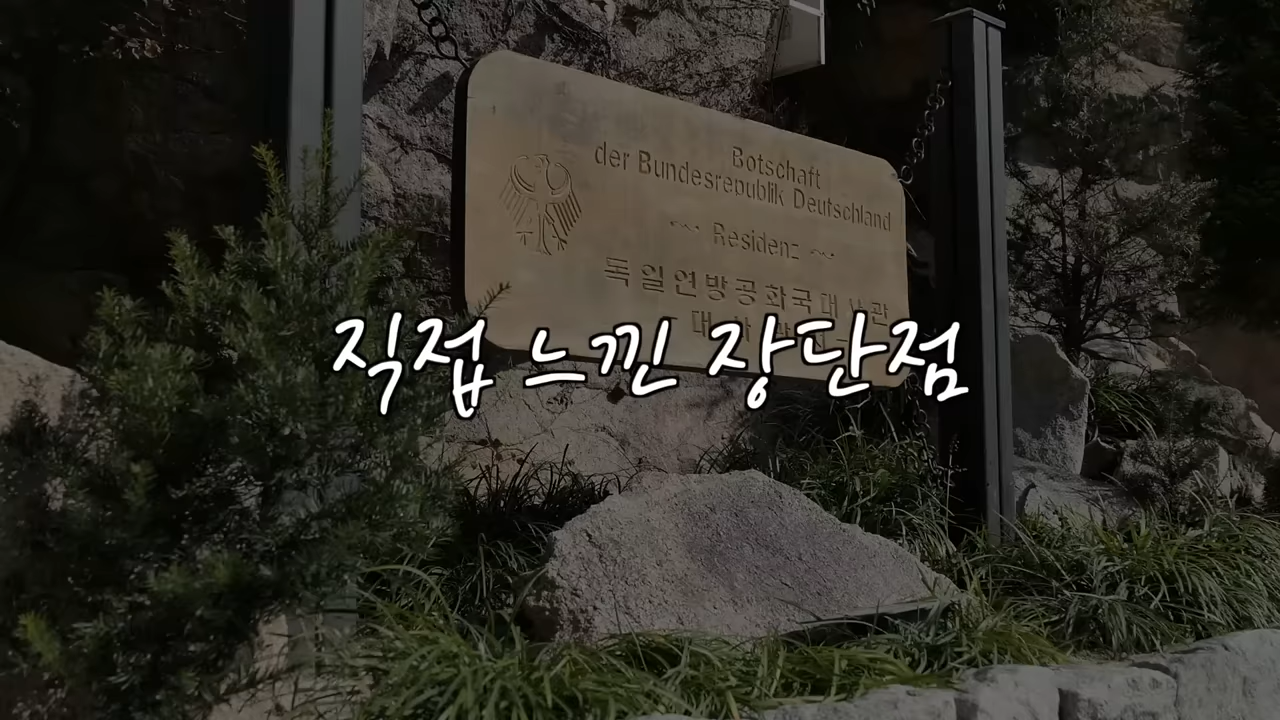 Botschaft
der Bundesrepublik Deutschland
~ Residenz ~
독일연방공화국대사관
직접 느낀 장단점